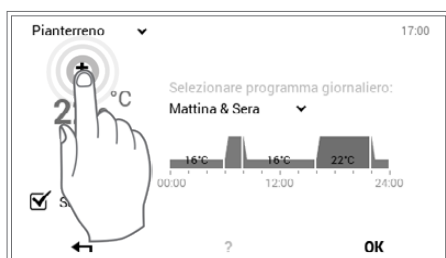 Pianterreno
17:00
+
°C
Selezionare programma giornaliero:
Mattina & Sera
16°C 16°C 22°C
00:00 12:00 24:00
?
OK